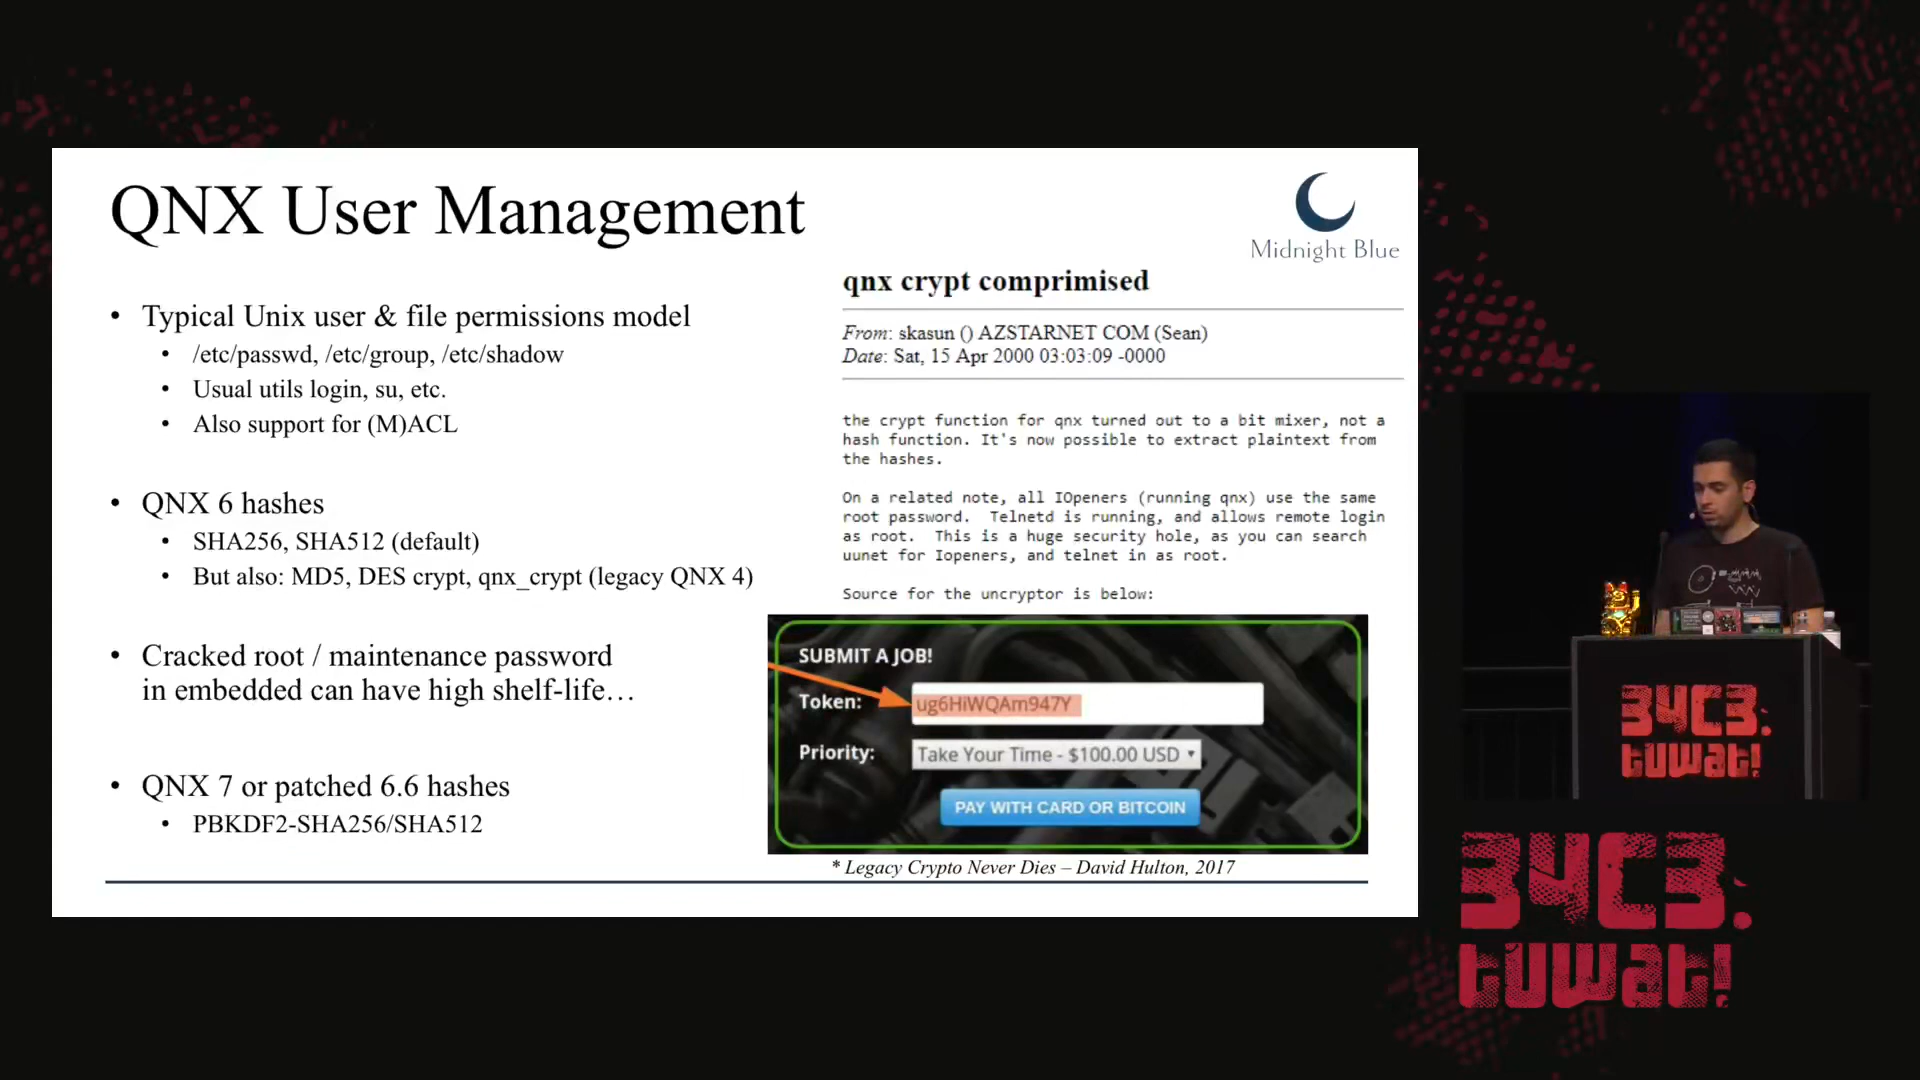 QNX User Management
Midnight Blue
• Typical Unix user & file permissions model
• /etc/passwd, /etc/group, /etc/shadow
• Usual utils login, su, etc.
• Also support for (M)ACL
• QNX 6 hashes
• SHA256, SHA512 (default)
• But also: MD5, DES crypt, qnx_crypt (legacy QNX 4)
• Cracked root / maintenance password
in embedded can have high shelf-life…
• QNX 7 or patched 6.6 hashes
• PBKDF2-SHA256/SHA512
qnx crypt comprimised
From: skasun () AZSTARNET COM (Sean)
Date: Sat, 15 Apr 2000 03:03:09 -0000
the crypt function for qnx turned out to a bit mixer, not a
hash function. It's now possible to extract plaintext from
the hashes.
On a related note, all IOpeners (running qnx) use the same
root password. Telnetd is running, and allows remote login
as root. This is a huge security hole, as you can search
uunet for Iopeners, and telnet in as root.
Source for the uncryptor is below:
SUBMIT A JOB!
Token: ug6HiWQAm947Y
Priority: Take Your Time - $100.00 USD
PAY WITH CARD OR BITCOIN
* Legacy Crypto Never Dies – David Hulton, 2017
34C3.
tuwat!
34C3.
tuwat!